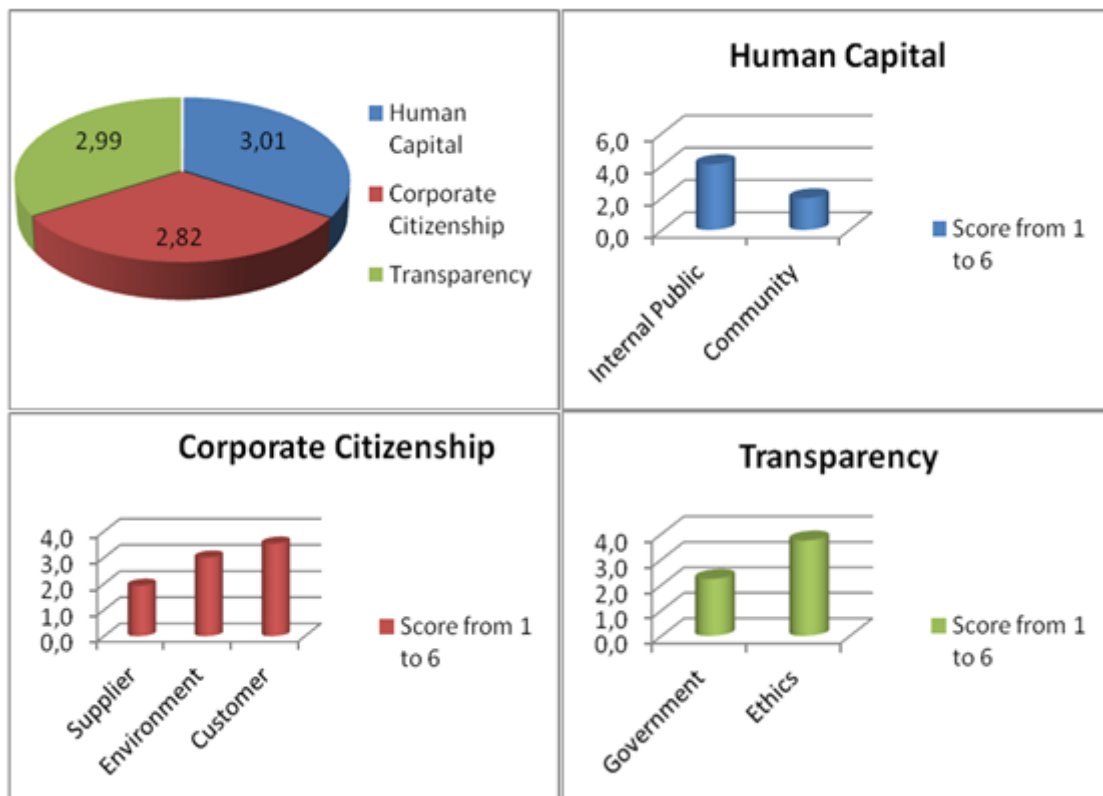 2,99
3,01
2,82
Human
Capital
Corporate
Citizenship
Transparency
Human Capital
6,0
4,0
2,0
0,0
Internal Public
Community
Score from 1
to 6
Corporate Citizenship
4,0
3,0
2,0
1,0
0,0
Supplier
Environment
Customer
Score from 1
to 6
Transparency
4,0
3,0
2,0
1,0
0,0
Government
Ethics
Score from 1
to 6